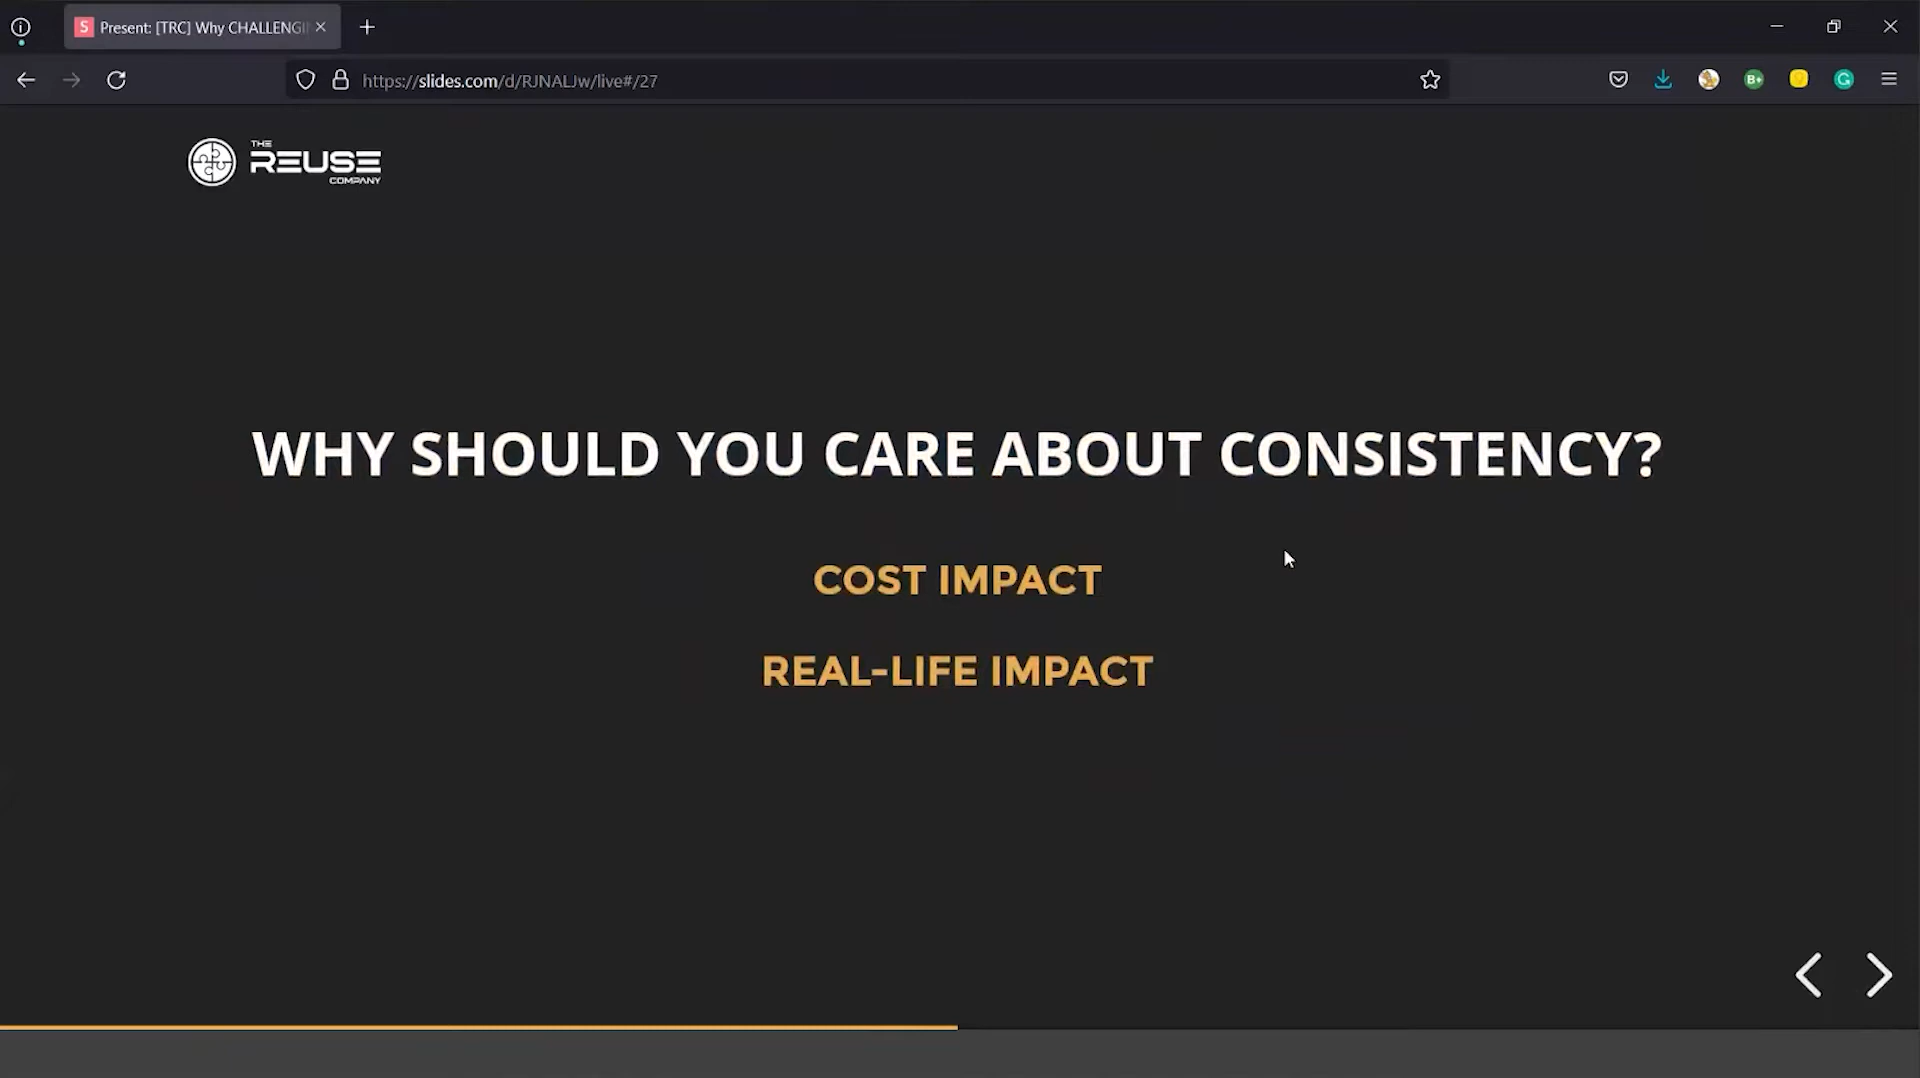 Present: [TRC] Why CHALLENGI
https://slides.com/d/RJNALJw/live#/27
THE
REUSE
COMPANY
WHY SHOULD YOU CARE ABOUT CONSISTENCY?
COST IMPACT
REAL-LIFE IMPACT